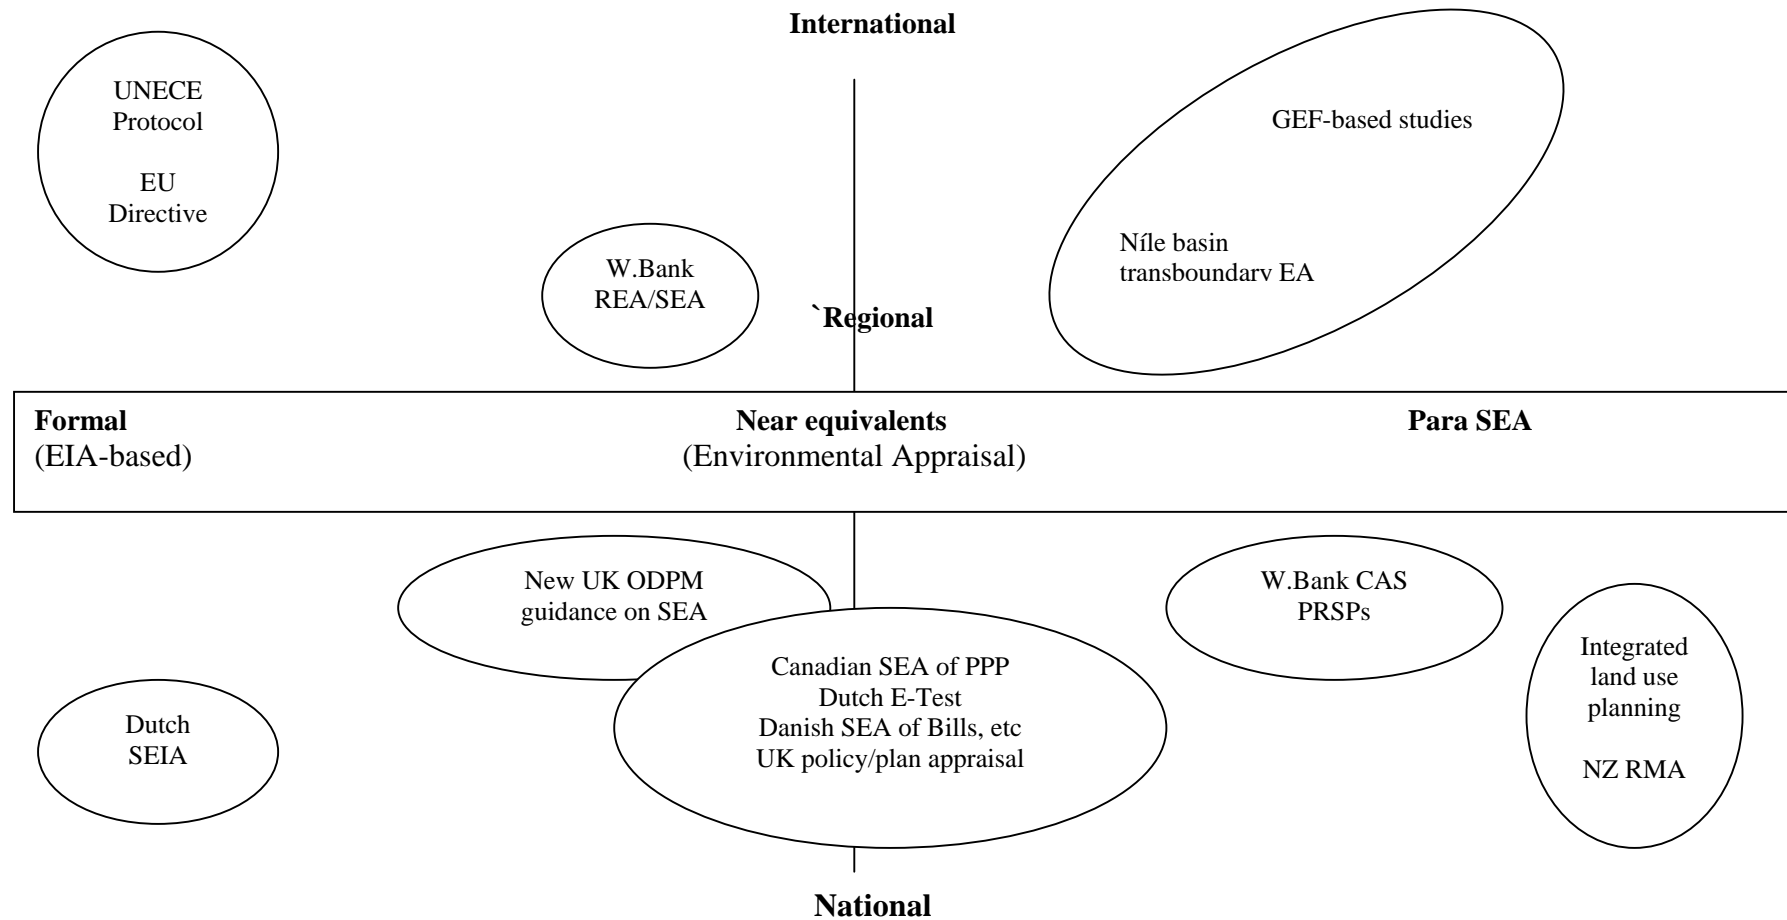 International
UNECE
Protocol
EU
Directive
GEF-based studies
Níle basin
transboundarv EA
W.Bank
REA/SEA
`Regional
Formal
(EIA-based)
Near equivalents
(Environmental Appraisal)
Para SEA
New UK ODPM
guidance on SEA
W.Bank CAS
PRSPs
Canadian SEA of PPP
Dutch E-Test
Danish SEA of Bills, etc
UK policy/plan appraisal
Integrated
land use
planning
NZ RMA
Dutch
SEIA
National